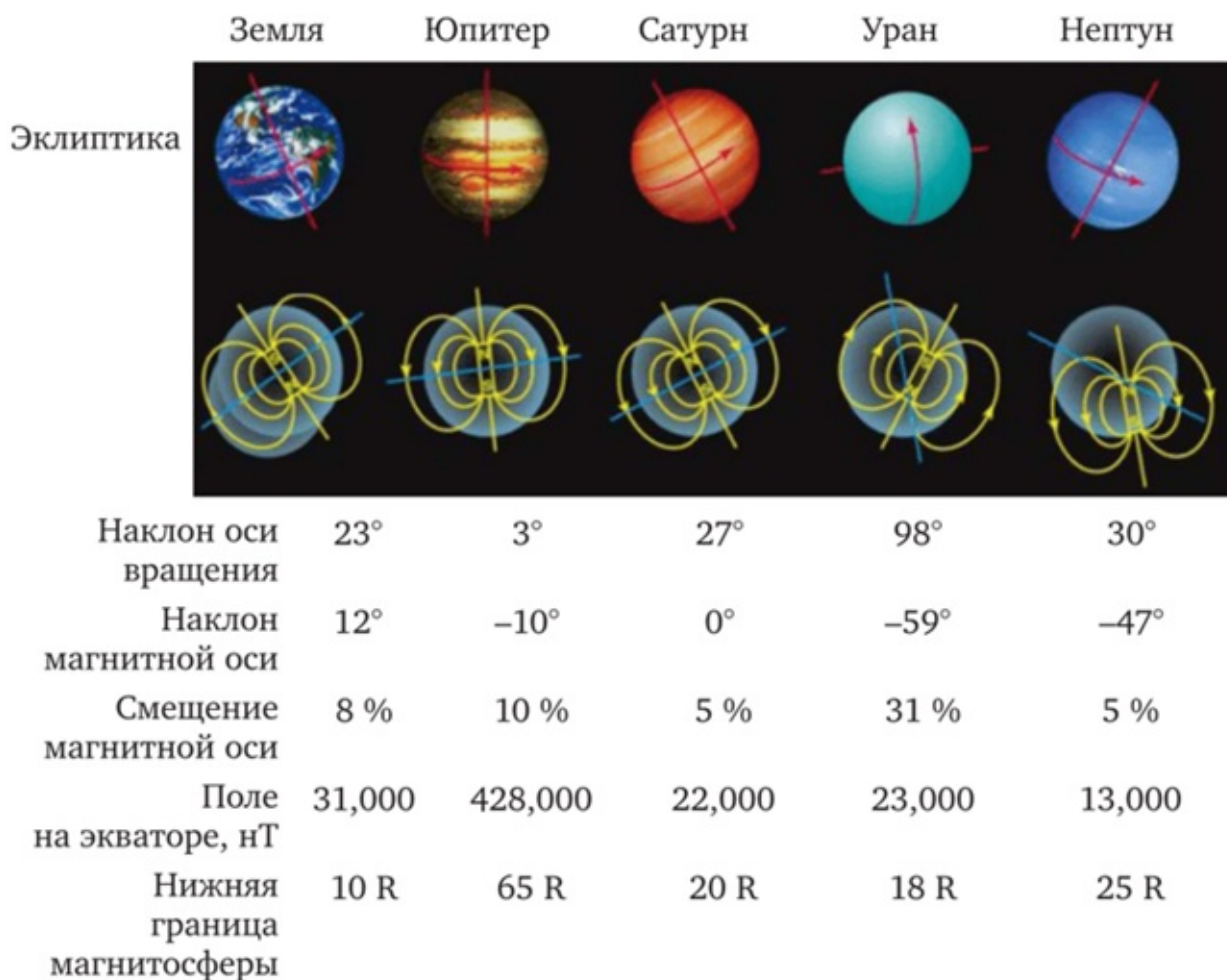 Земля Юпитер Сатурн Уран Нептун
Эклиптика
Наклон оси 23° 3° 27° 98° 30°
вращения
Наклон 12° –10° 0° –59° –47°
магнитной оси
Смещение 8 % 10 % 5 % 31 % 5 %
магнитной оси
Поле 31,000 428,000 22,000 23,000 13,000
на экваторе, нТ
Нижняя 10 R 65 R 20 R 18 R 25 R
граница
магнитосферы